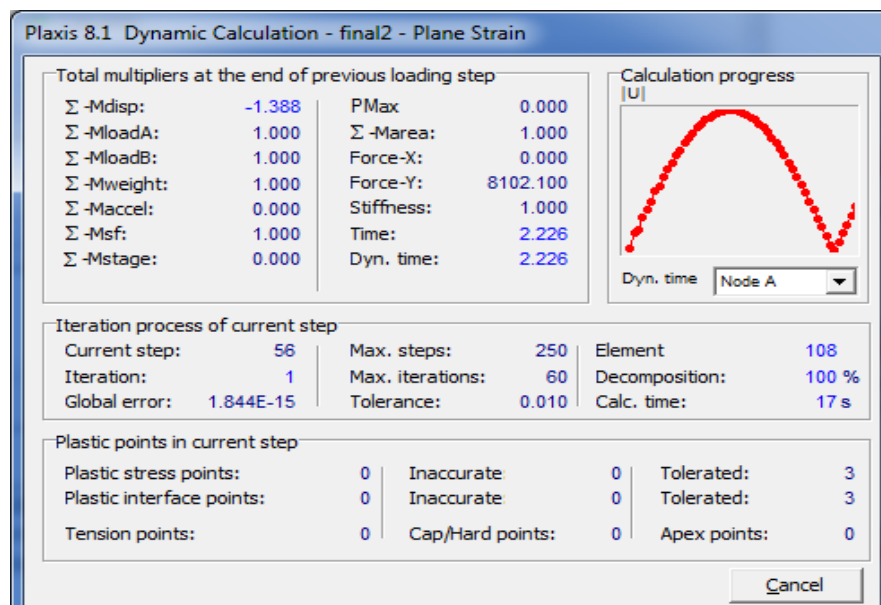 Plaxis 8.1 Dynamic Calculation - final2 - Plane Strain
Total multipliers at the end of previous loading step
Σ -Mdisp: -1.388 PMax 0.000
Σ -MloadA: 1.000 Σ -Marea: 1.000
Σ -MloadB: 1.000 Force-X: 0.000
Σ -Mweight: 1.000 Force-Y: 8102.100
Σ -Maccel: 0.000 Stiffness: 1.000
Σ -Msf: 1.000 Time: 2.226
Σ -Mstage: 0.000 Dyn. time: 2.226
Calculation progress
|U|
Dyn. time Node A
Iteration process of current step
Current step: 56 Max. steps: 250 Element 108
Iteration: 1 Max. iterations: 60 Decomposition: 100 %
Global error: 1.844E-15 Tolerance: 0.010 Calc. time: 17 s
Plastic points in current step
Plastic stress points: 0 Inaccurate: 0 Tolerated: 3
Plastic interface points: 0 Inaccurate: 0 Tolerated: 3
Tension points: 0 Cap/Hard points: 0 Apex points: 0
Cancel